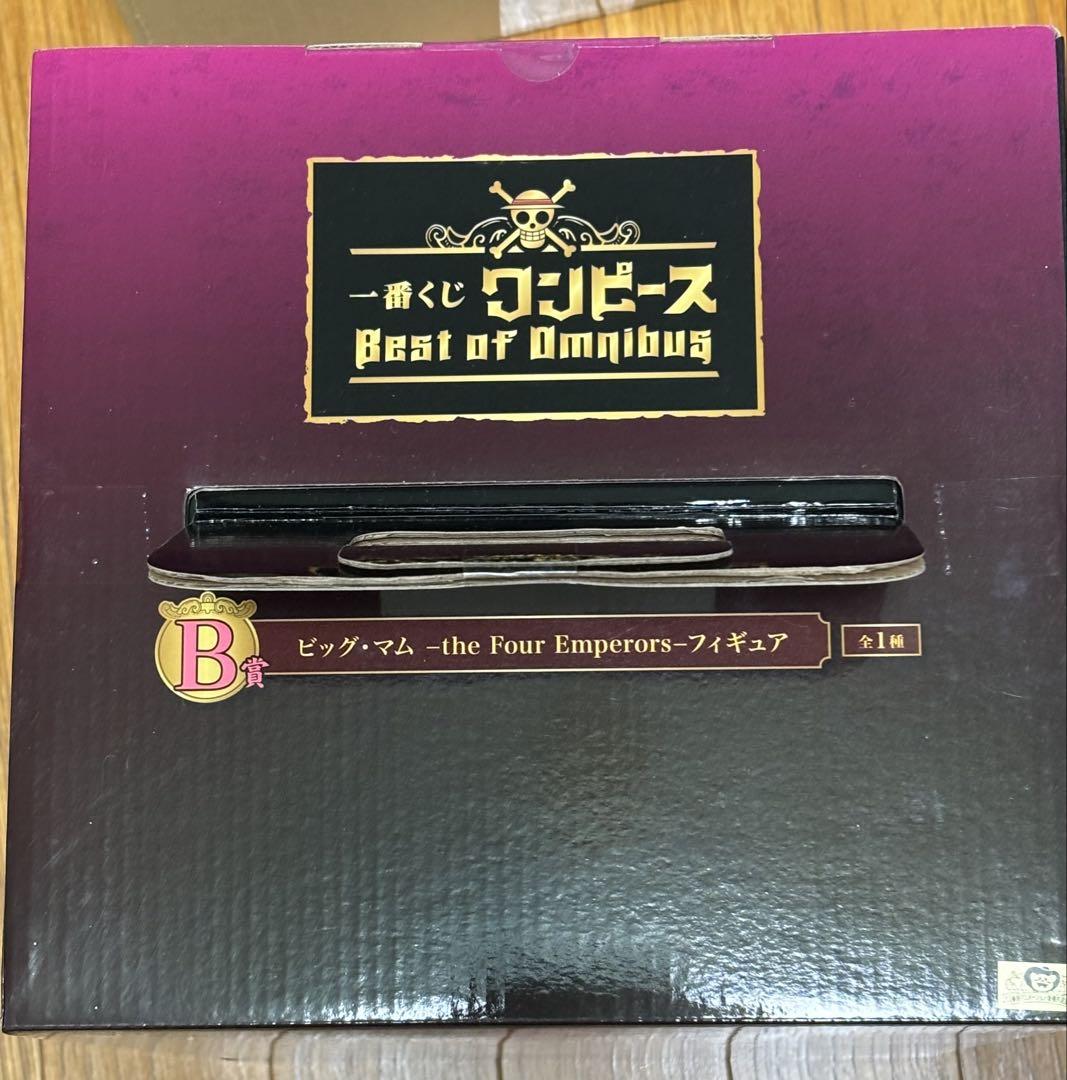 一番くじ ワンピース
Best of Omnibus
B賞 ビッグ・マム –the Four Emperors–フィギュア 全1種